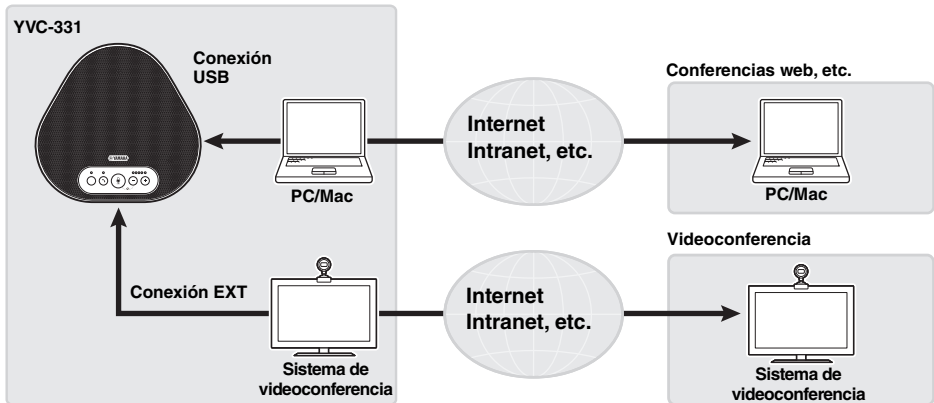 YVC-331
Conexión
USB
YAMAHA
PC/Mac
Internet
Intranet, etc.
Conferencias web, etc.
PC/Mac
Conexión EXT
Sistema de
videoconferencia
Internet
Intranet, etc.
Videoconferencia
Sistema de
videoconferencia